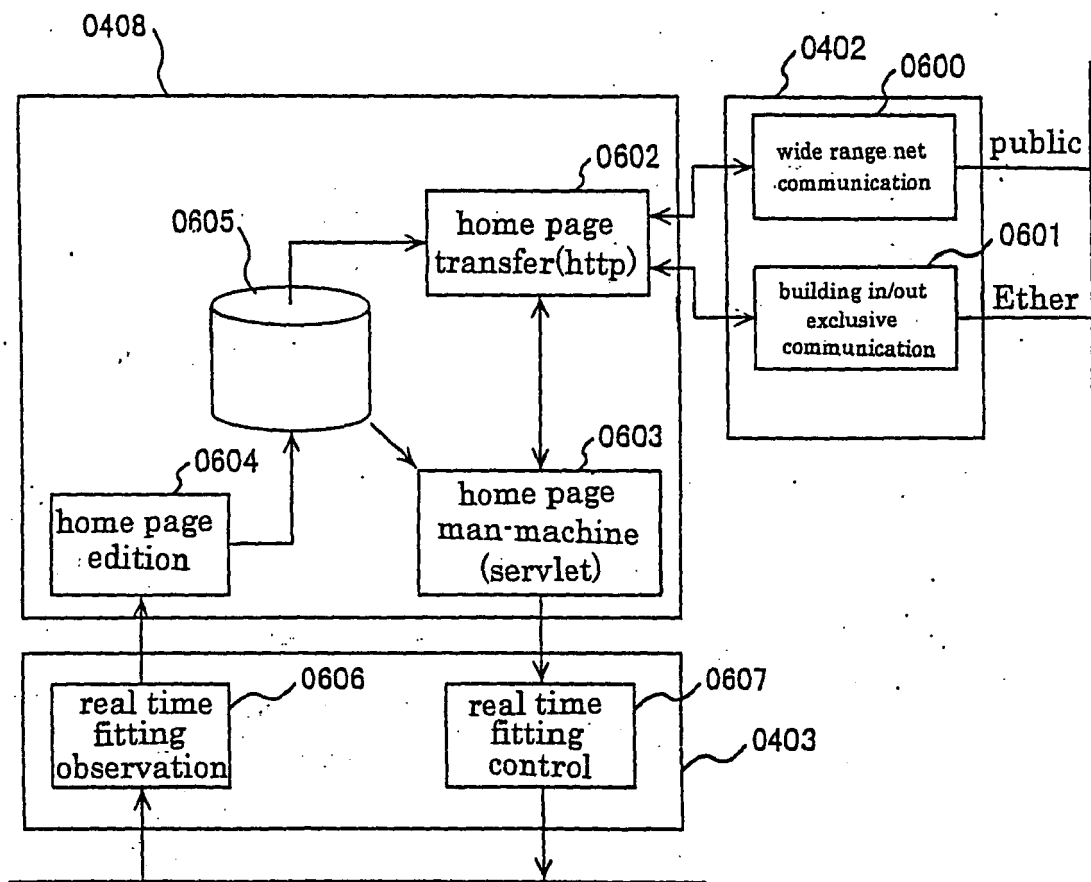 0408
0402
0600
wide range net
communication
public
0602
home page
transfer(http)
0605
0601
building in/out
exclusive
communication
Ether
0604
home page
edition
0603
home page
man-machine
(servlet)
0606
real time
fitting
observation
0607
real time
fitting
control
0403